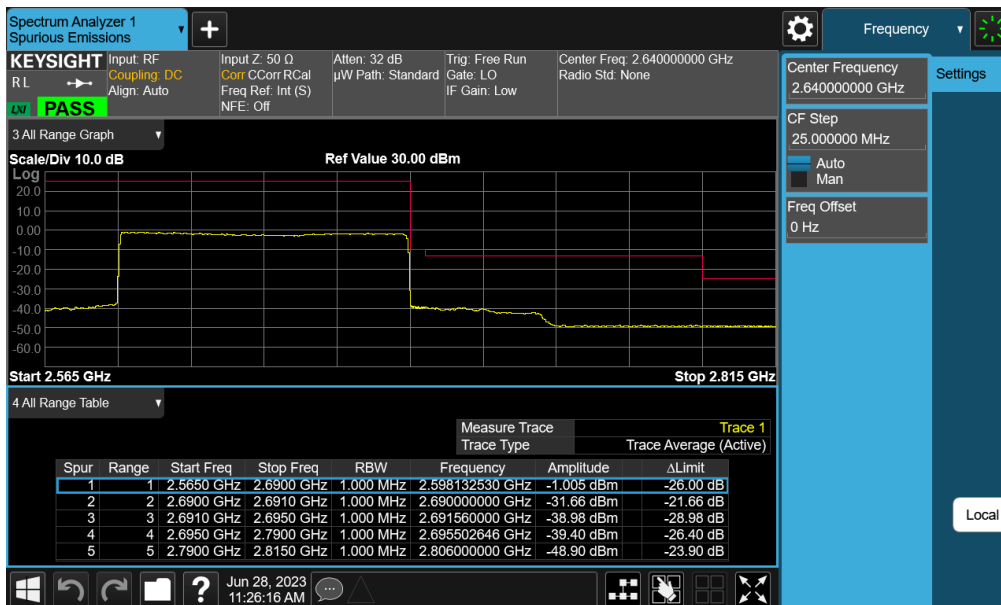 Spectrum Analyzer 1
Spurious Emissions
+
Frequency
KEYSIGHT
RL
LXI PASS
Input: RF
Coupling: DC
Align: Auto
Input Z: 50 Ω
Corr CCorr RCal
Freq Ref: Int (S)
NFE: Off
Atten: 32 dB
µW Path: Standard
Trig: Free Run
Gate: LO
IF Gain: Low
Center Freq: 2.640000000 GHz
Radio Std: None
Center Frequency
2.640000000 GHz
Settings
CF Step
25.000000 MHz
Auto
Man
Freq Offset
0 Hz
Local
3 All Range Graph
Scale/Div 10.0 dB
Ref Value 30.00 dBm
Log
20.0
10.0
0.00
-10.0
-20.0
-30.0
-40.0
-50.0
-60.0
Start 2.565 GHz
Stop 2.815 GHz
4 All Range Table
Measure Trace Trace 1
Trace Type Trace Average (Active)
Spur Range Start Freq Stop Freq RBW Frequency Amplitude ΔLimit
1 1 2.5650 GHz 2.6900 GHz 1.000 MHz 2.598132530 GHz -1.005 dBm -26.00 dB
2 2 2.6900 GHz 2.6910 GHz 1.000 MHz 2.690000000 GHz -31.66 dBm -21.66 dB
3 3 2.6910 GHz 2.6950 GHz 1.000 MHz 2.691560000 GHz -38.98 dBm -28.98 dB
4 4 2.6950 GHz 2.7900 GHz 1.000 MHz 2.695502646 GHz -39.40 dBm -26.40 dB
5 5 2.7900 GHz 2.8150 GHz 1.000 MHz 2.806000000 GHz -48.90 dBm -23.90 dB
?
Jun 28, 2023
11:26:16 AM